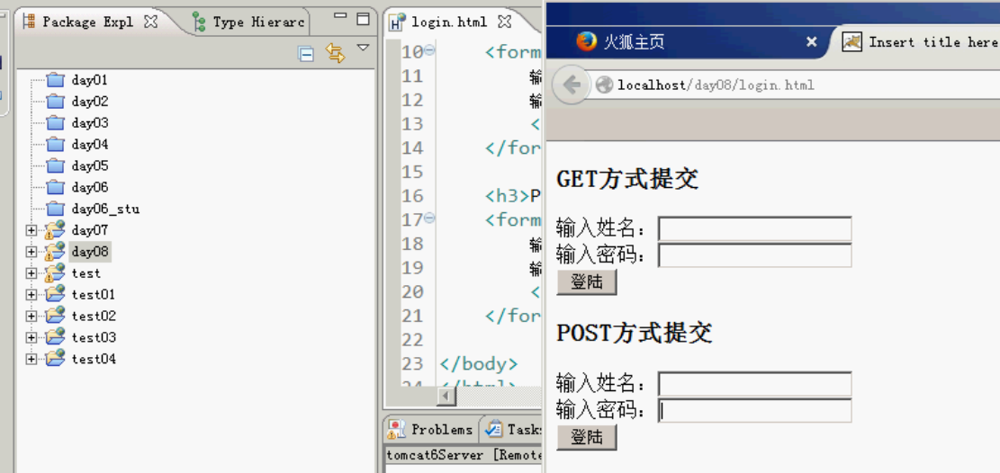 Package Expl
Type Hierarc
day01
day02
day03
day04
day05
day06
day06_stu
day07
day08
test
test01
test02
test03
test04
login.html
10 <form
11 输
12 输
13 <
14 </for
15
16 <h3>P
17 <form
18 输
19 输
20 <
21 </for
22
23 </body>
24 </html>
Problems Task
tomcat6Server [Remote
火狐主页
Insert title here
localhost/day08/login.html
GET方式提交
输入姓名:
输入密码:
登陆
POST方式提交
输入姓名:
输入密码:
登陆